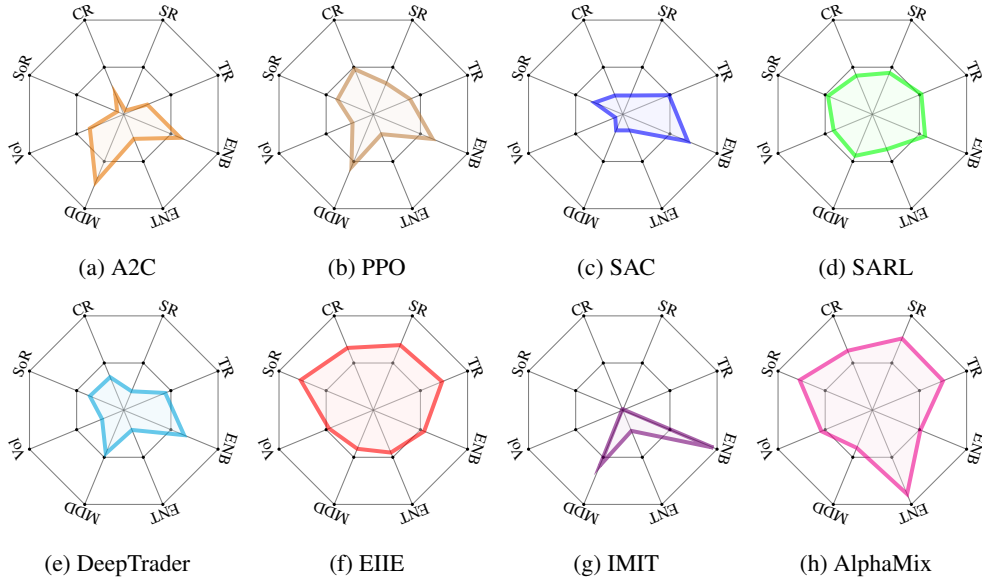 CR SR CR SR CR SR CR SR
SoR TR SoR TR SoR TR SoR TR
Vol ENB Vol ENB Vol ENB Vol ENB
MDD ENT MDD ENT MDD ENT MDD ENT
(a) A2C (b) PPO (c) SAC (d) SARL
CR SR CR SR CR SR CR SR
SoR TR SoR TR SoR TR SoR TR
Vol ENB Vol ENB Vol ENB Vol ENB
MDD ENT MDD ENT MDD ENT MDD ENT
(e) DeepTrader (f) EIIE (g) IMIT (h) AlphaMix